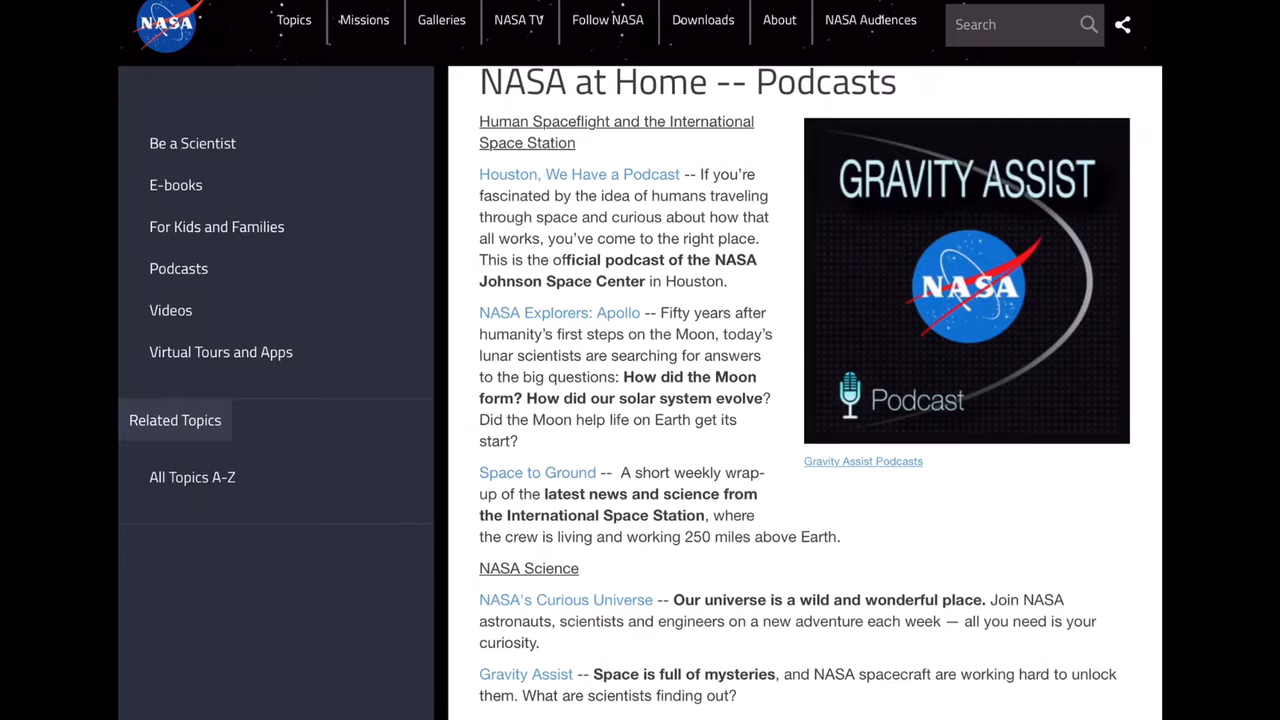 NASA
Topics
Missions
Galleries
NASA TV
Follow NASA
Downloads
About
NASA Audiences
Search
Be a Scientist
E-books
For Kids and Families
Podcasts
Videos
Virtual Tours and Apps
Related Topics
All Topics A-Z
NASA at Home -- Podcasts
Human Spaceflight and the International
Space Station
Houston, We Have a Podcast -- If you're
fascinated by the idea of humans traveling
through space and curious about how that
all works, you've come to the right place.
This is the official podcast of the NASA
Johnson Space Center in Houston.
NASA Explorers: Apollo -- Fifty years after
humanity's first steps on the Moon, today's
lunar scientists are searching for answers
to the big questions: How did the Moon
form? How did our solar system evolve?
Did the Moon help life on Earth get its
start?
Space to Ground --  A short weekly wrap-
up of the latest news and science from
the International Space Station, where
the crew is living and working 250 miles above Earth.
NASA Science
NASA's Curious Universe -- Our universe is a wild and wonderful place. Join NASA
astronauts, scientists and engineers on a new adventure each week — all you need is your
curiosity.
Gravity Assist -- Space is full of mysteries, and NASA spacecraft are working hard to unlock
them. What are scientists finding out?
GRAVITY ASSIST
NASA
Podcast
Gravity Assist Podcasts